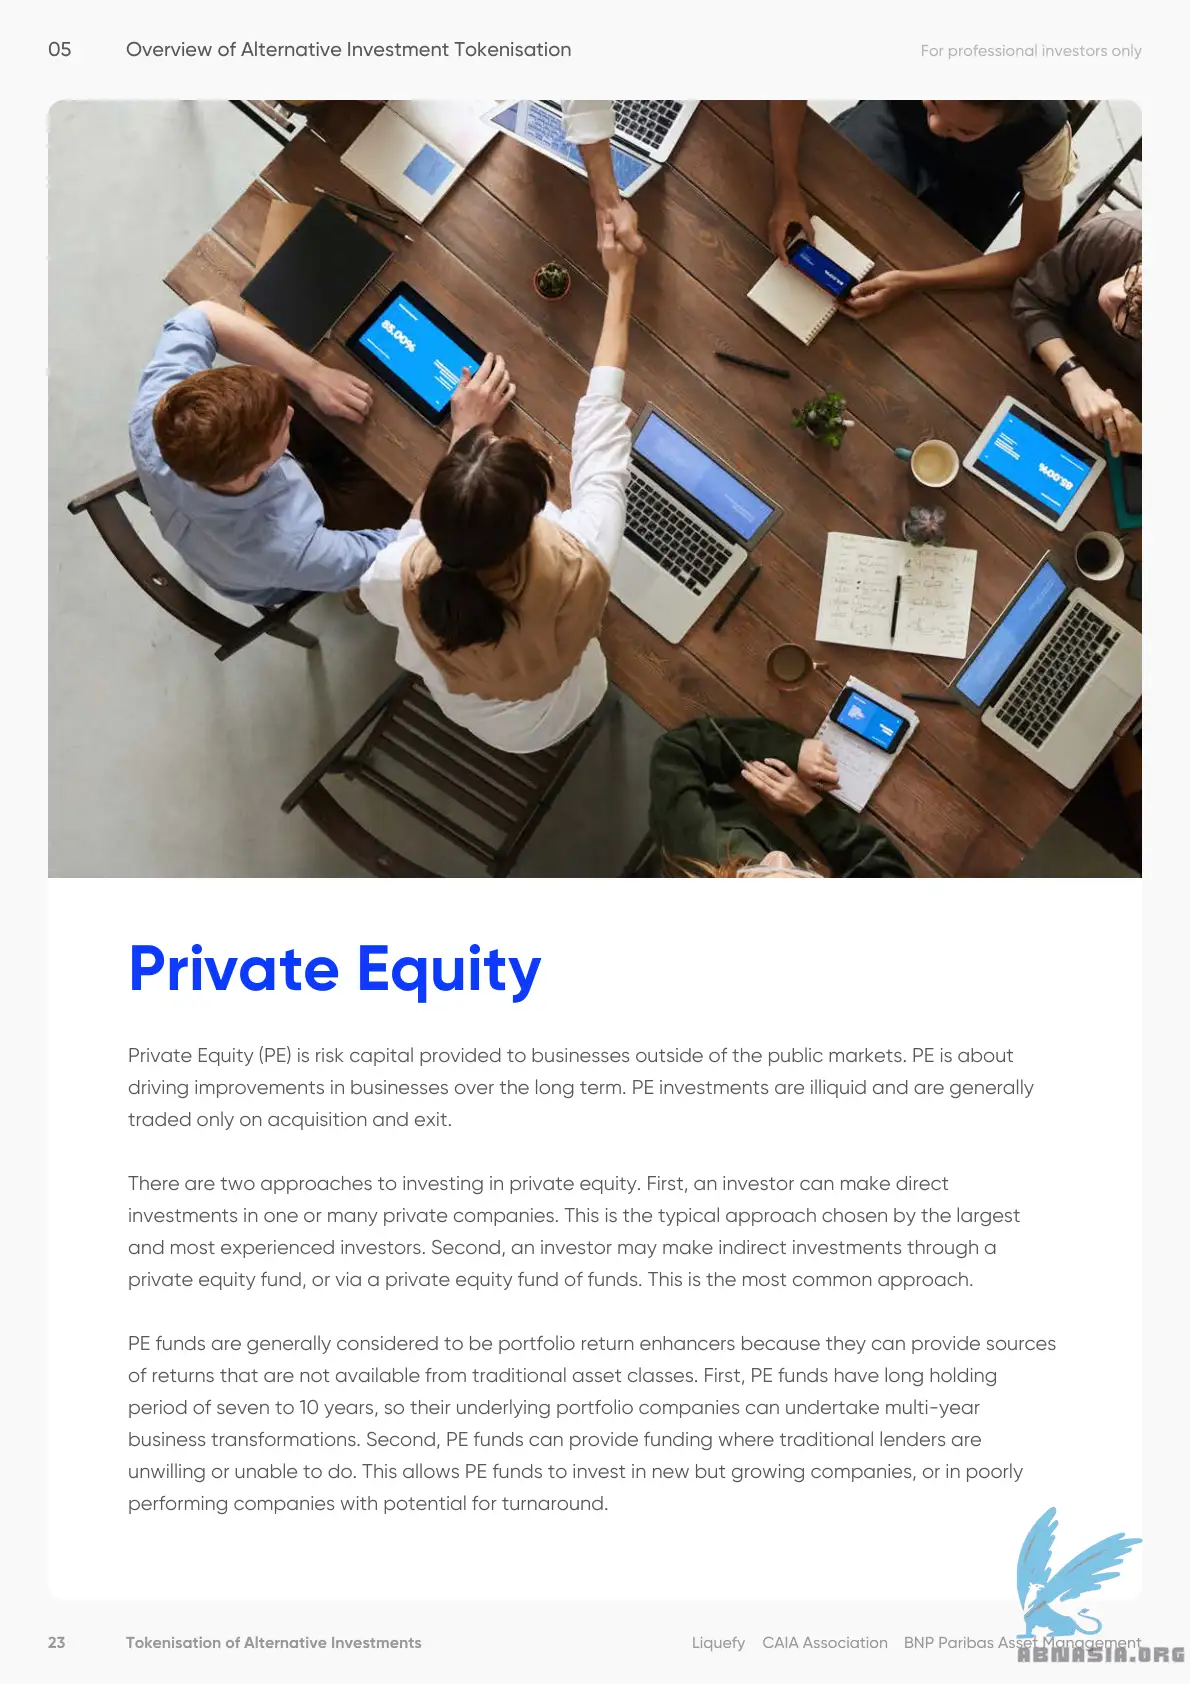 05 Overview of Alternative Investment Tokenisation For professional investors only
85.00%
85.00%
85.00%
Private Equity
Private Equity (PE) is risk capital provided to businesses outside of the public markets. PE is about
driving improvements in businesses over the long term. PE investments are illiquid and are generally
traded only on acquisition and exit.
There are two approaches to investing in private equity. First, an investor can make direct
investments in one or many private companies. This is the typical approach chosen by the largest
and most experienced investors. Second, an investor may make indirect investments through a
private equity fund, or via a private equity fund of funds. This is the most common approach.
PE funds are generally considered to be portfolio return enhancers because they can provide sources
of returns that are not available from traditional asset classes. First, PE funds have long holding
period of seven to 10 years, so their underlying portfolio companies can undertake multi-year
business transformations. Second, PE funds can provide funding where traditional lenders are
unwilling or unable to do. This allows PE funds to invest in new but growing companies, or in poorly
performing companies with potential for turnaround.
23 Tokenisation of Alternative Investments Liquefy CAIA Association BNP Paribas Asset Management
ABMASIA.ORG